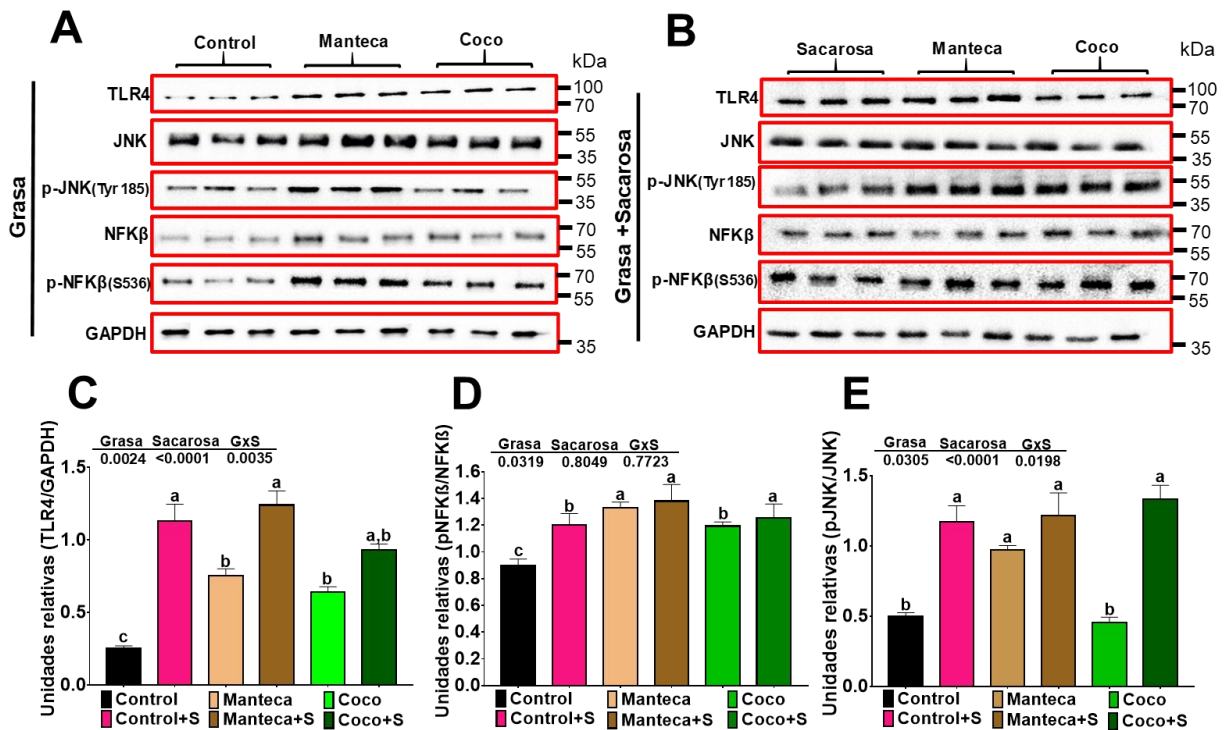 A
Control Manteca Coco
kDa
Grasa
TLR4
100
70
JNK
55
35
p-JNK(Tyr 185)
55
35
NFKβ
70
55
p-NFKβ(S536)
70
55
GAPDH
35
B
Sacarosa Manteca Coco
kDa
Grasa +Sacarosa
TLR4
100
70
JNK
55
35
p-JNK(Tyr 185)
55
35
NFKβ
70
55
p-NFKβ(S536)
70
55
GAPDH
35
C
Grasa Sacarosa GxS
0.0024 <0.0001 0.0035
Unidades relativas (TLR4/GAPDH)
1.5
1.0
0.5
0.0
c a b a b a,b
Control Manteca Coco
Control+S Manteca+S Coco+S
D
Grasa Sacarosa GxS
0.0319 0.8049 0.7723
Unidades relativas (pNFKß/NFKß)
1.6
1.4
1.2
1.0
0.8
0.6
0.4
0.2
0.0
c b a a b a
Control Manteca Coco
Control+S Manteca+S Coco+S
E
Grasa Sacarosa GxS
0.0305 <0.0001 0.0198
Unidades relativas (pJNK/JNK)
1.5
1.0
0.5
0.0
b a a a b a
Control Manteca Coco
Control+S Manteca+S Coco+S